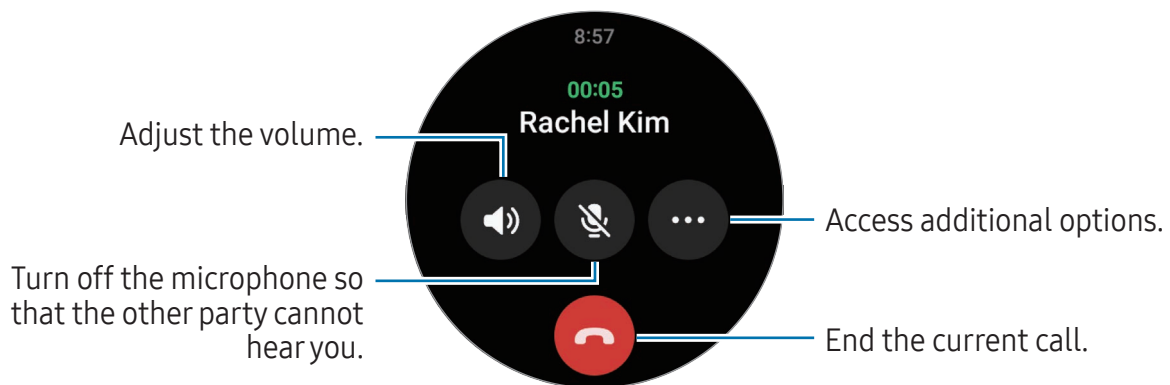 8:57
00:05
Rachel Kim
Adjust the volume.
Access additional options.
Turn off the microphone so
that the other party cannot
hear you.
End the current call.